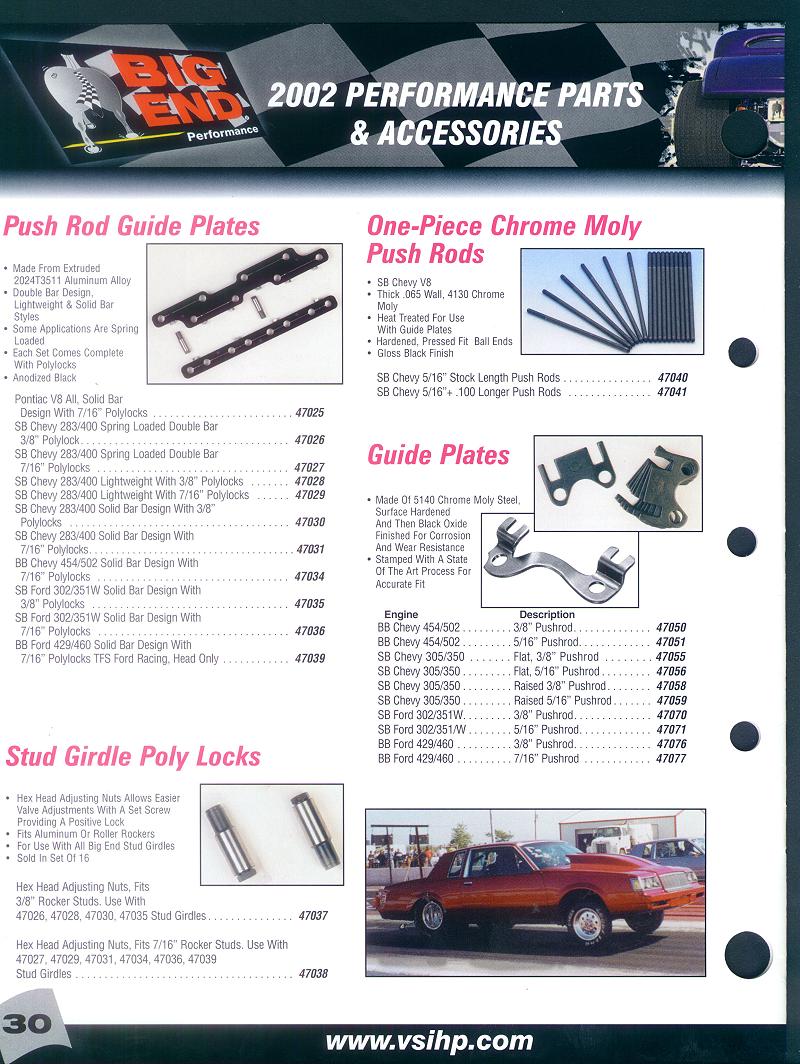 BIG
END
Performance
2002 PERFORMANCE PARTS
& ACCESSORIES
Push Rod Guide Plates
• Made From Extruded
2024T3511 Aluminum Alloy
• Double Bar Design,
Lightweight & Solid Bar
Styles
• Some Applications Are Spring
Loaded
• Each Set Comes Complete
With Polylocks
• Anodized Black
Pontiac V8 All, Solid Bar
Design With 7/16" Polylocks . . . . . . . . . . . . . . . . . . . . . . . . . 47025
SB Chevy 283/400 Spring Loaded Double Bar
3/8" Polylock. . . . . . . . . . . . . . . . . . . . . . . . . . . . . . . . . . . . 47026
SB Chevy 283/400 Spring Loaded Double Bar
7/16" Polylocks . . . . . . . . . . . . . . . . . . . . . . . . . . . . . . . . . 47027
SB Chevy 283/400 Lightweight With 3/8" Polylocks . . . . . . . 47028
SB Chevy 283/400 Lightweight With 7/16" Polylocks . . . . . . 47029
SB Chevy 283/400 Solid Bar Design With 3/8"
Polylocks . . . . . . . . . . . . . . . . . . . . . . . . . . . . . . . . . . . . . . 47030
SB Chevy 283/400 Solid Bar Design With
7/16" Polylocks. . . . . . . . . . . . . . . . . . . . . . . . . . . . . . . . . . . 47031
BB Chevy 454/502 Solid Bar Design With
7/16" Polylocks . . . . . . . . . . . . . . . . . . . . . . . . . . . . . . . . . 47034
SB Ford 302/351W Solid Bar Design With
3/8" Polylocks . . . . . . . . . . . . . . . . . . . . . . . . . . . . . . . . . . 47035
SB Ford 302/351W Solid Bar Design With
7/16" Polylocks . . . . . . . . . . . . . . . . . . . . . . . . . . . . . . . . . 47036
BB Ford 429/460 Solid Bar Design With
7/16" Polylocks TFS Ford Racing, Head Only . . . . . . . . . . . . 47039
Stud Girdle Poly Locks
• Hex Head Adjusting Nuts Allows Easier
Valve Adjustments With A Set Screw
Providing A Positive Lock
• Fits Aluminum Or Roller Rockers
• For Use With All Big End Stud Girdles
• Sold In Set Of 16
Hex Head Adjusting Nuts, Fits
3/8" Rocker Studs. Use With
47026, 47028, 47030, 47035 Stud Girdles. . . . . . . . . . . . . . . 47037
Hex Head Adjusting Nuts, Fits 7/16" Rocker Studs. Use With
47027, 47029, 47031, 47034, 47036, 47039
Stud Girdles . . . . . . . . . . . . . . . . . . . . . . . . . . . . . . . . . . . . . 47038
One-Piece Chrome Moly
Push Rods
• SB Chevy V8
• Thick .065 Wall, 4130 Chrome
Moly
• Heat Treated For Use
With Guide Plates
• Hardened, Pressed Fit Ball Ends
• Gloss Black Finish
SB Chevy 5/16" Stock Length Push Rods . . . . . . . . . . . . . . . . 47040
SB Chevy 5/16"+ .100 Longer Push Rods . . . . . . . . . . . . . . . 47041
Guide Plates
• Made Of 5140 Chrome Moly Steel,
Surface Hardened
And Then Black Oxide
Finished For Corrosion
And Wear Resistance
• Stamped With A State
Of The Art Process For
Accurate Fit
Engine Description
BB Chevy 454/502 . . . . . . . . . 3/8" Pushrod. . . . . . . . . . . . . . 47050
BB Chevy 454/502 . . . . . . . . . 5/16" Pushrod. . . . . . . . . . . . . 47051
SB Chevy 305/350 . . . . . . . Flat, 3/8" Pushrod . . . . . . . . . 47055
SB Chevy 305/350 . . . . . . . . . Flat, 5/16" Pushrod . . . . . . . . . 47056
SB Chevy 305/350 . . . . . . . . . Raised 3/8" Pushrod . . . . . . . . 47058
SB Chevy 305/350 . . . . . . . . . Raised 5/16" Pushrod . . . . . . . 47059
SB Ford 302/351W. . . . . . . . . 3/8" Pushrod. . . . . . . . . . . . . . 47070
SB Ford 302/351/W . . . . . . . . 5/16" Pushrod. . . . . . . . . . . . . 47071
BB Ford 429/460 . . . . . . . . . . 3/8" Pushrod. . . . . . . . . . . . . . 47076
BB Ford 429/460 . . . . . . . . . . 7/16" Pushrod . . . . . . . . . . . . 47077
30
www.vsihp.com